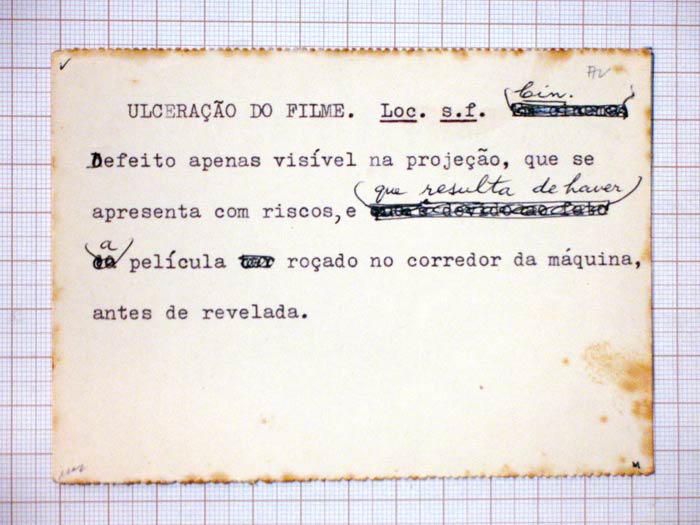 AV
ULCERAÇÃO DO FILME. Loc. s.f. Cin.
Defeito apenas visível na projeção, que se
apresenta com riscos, e que resulta de haver
a película roçado no corredor da máquina,
antes de revelada.
M